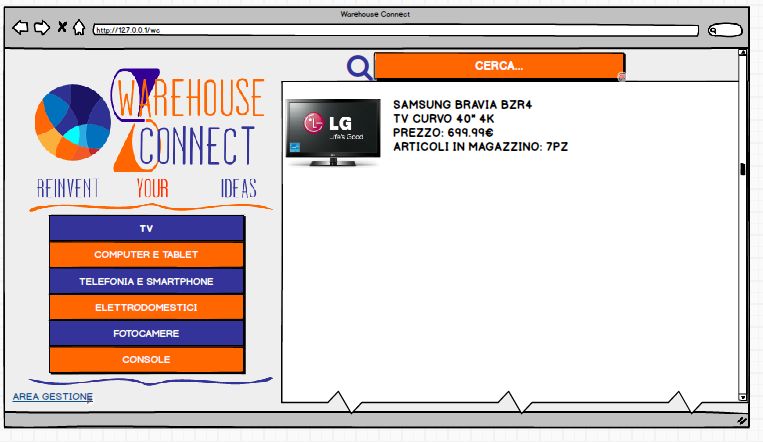 Warehouse Connect
http://127.0.0.1/wc
CERCA...
WAREHOUSE
CONNECT
REINVENT YOUR IDEAS
TV
COMPUTER E TABLET
TELEFONIA E SMARTPHONE
ELETTRODOMESTICI
FOTOCAMERE
CONSOLE
AREA GESTIONE
LG
Life's Good
SAMSUNG BRAVIA BZR4
TV CURVO 40" 4K
PREZZO: 699.99€
ARTICOLI IN MAGAZZINO: 7PZ